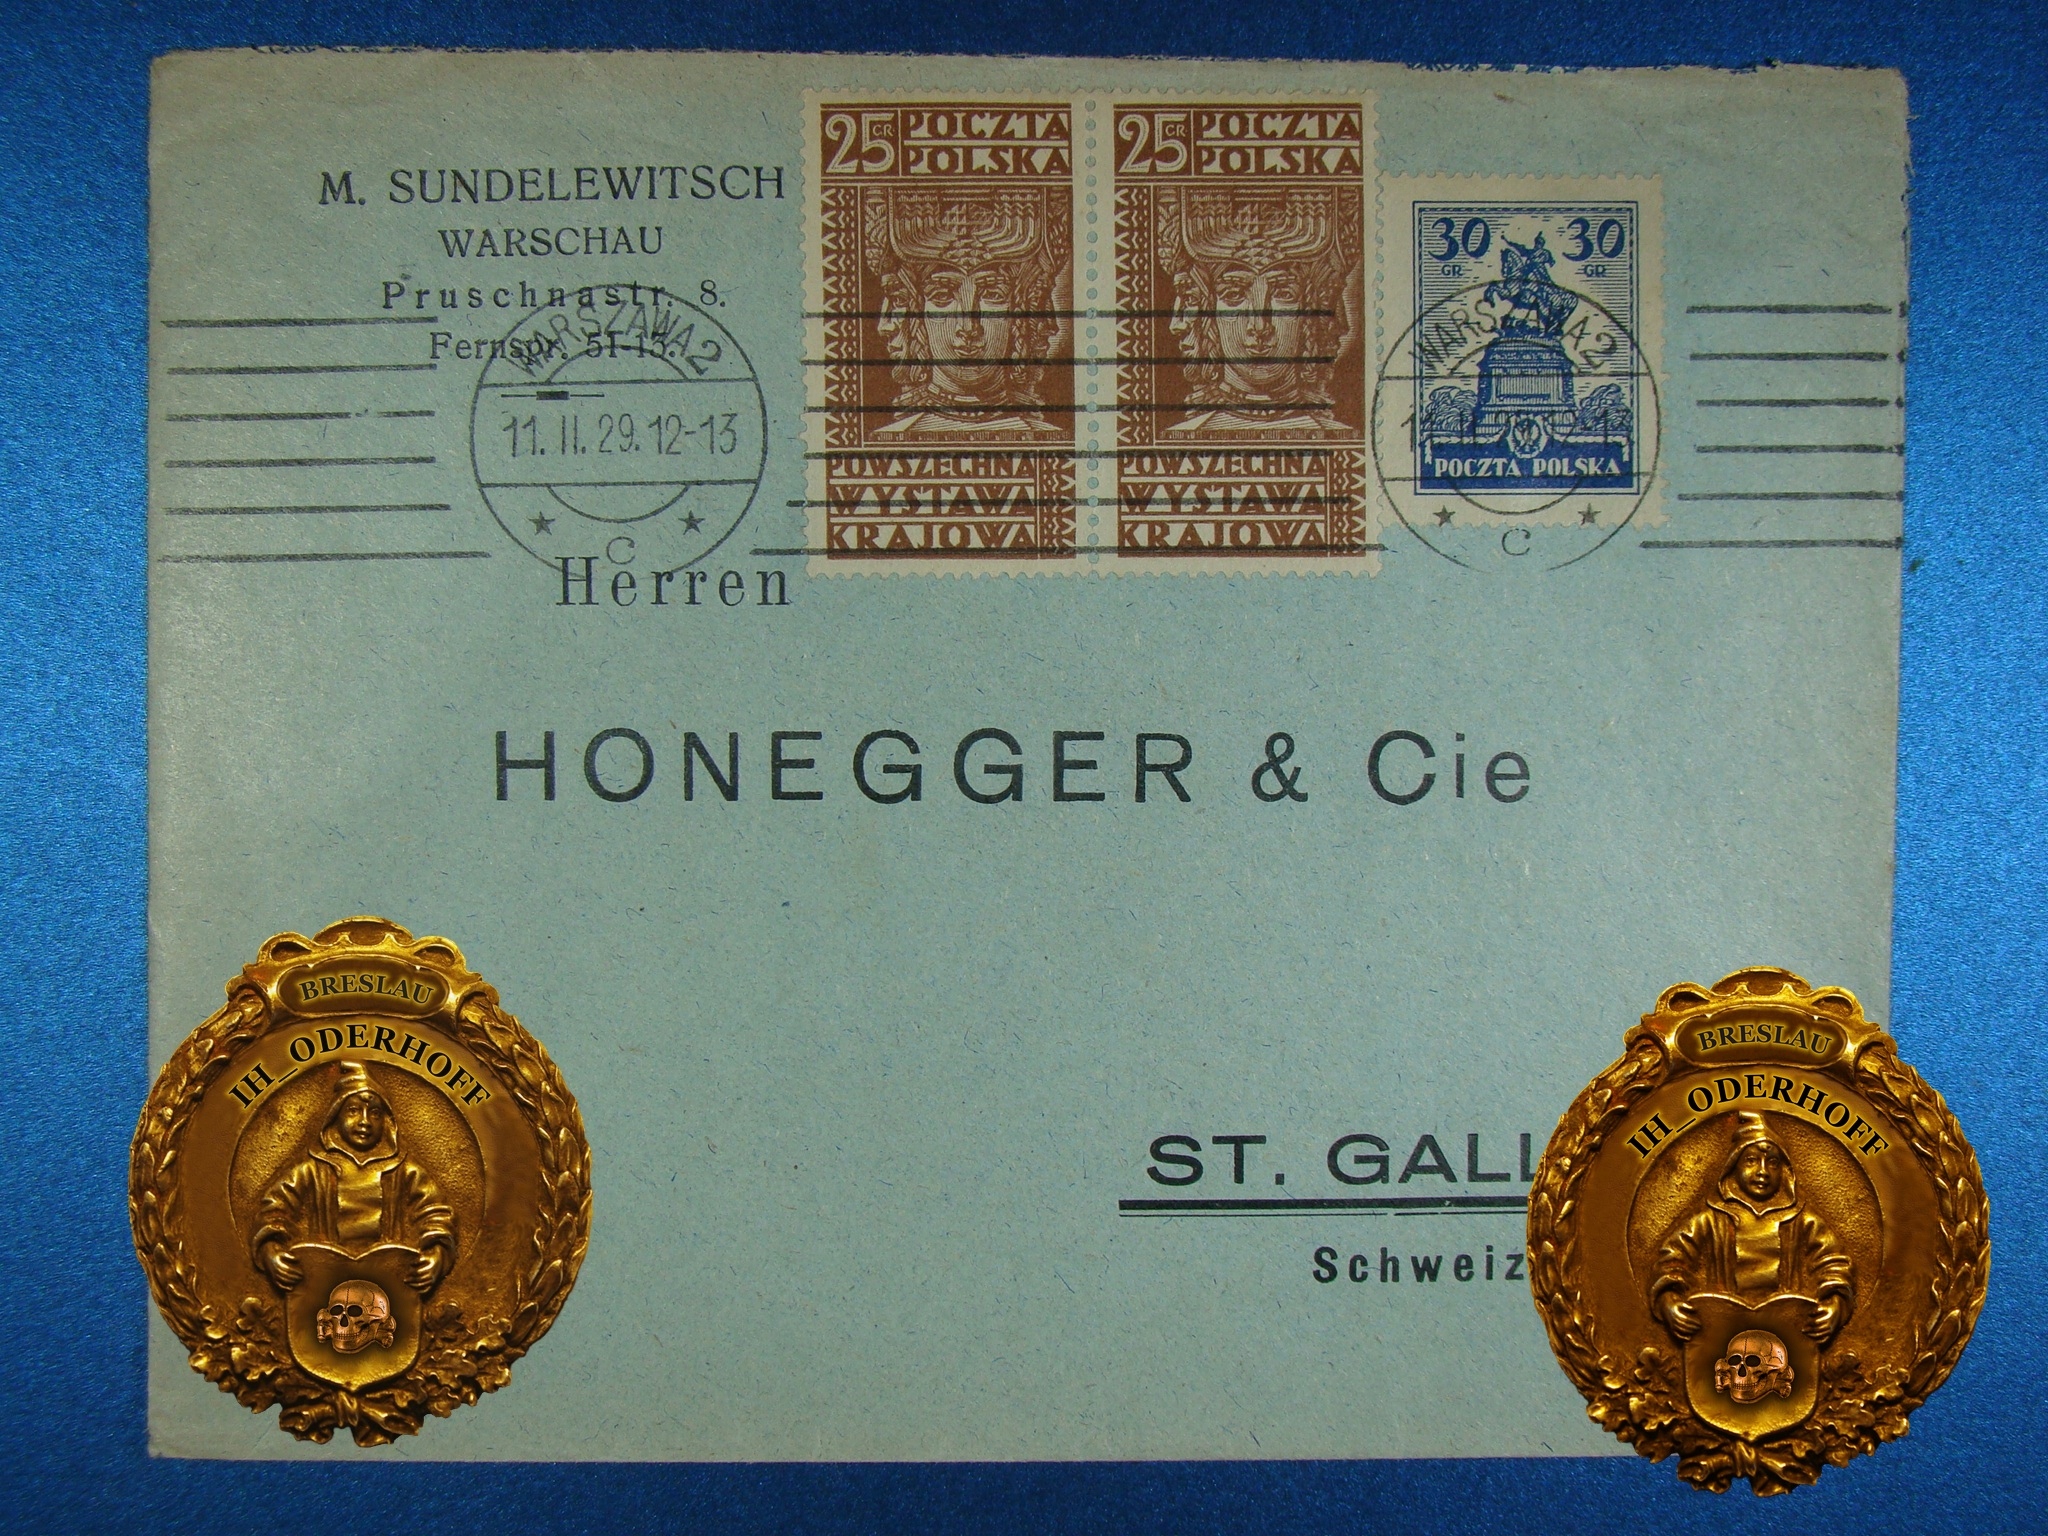 M. SUNDELEWITSCH
WARSCHAU
Pruschnastr. 8.
Fernspr. 51-15.
25 GR POCZTA
POLSKA
POWSZECHNA
WYSTAWA
KRAJOWA
25 GR POCZTA
POLSKA
POWSZECHNA
WYSTAWA
KRAJOWA
30 30
GR GR
POCZTA POLSKA
WARSZAWA 2
11. II. 29. 12-13
C
WARSZAWA 2
C
Herren
HONEGGER & Cie
ST. GALL
Schweiz
BRESLAU
IH_ODERHOFF
BRESLAU
IH_ODERHOFF